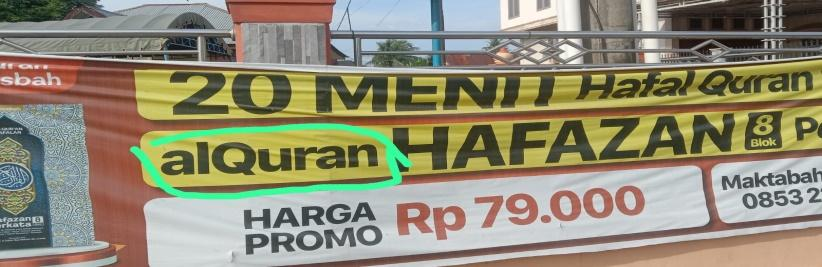 20 MENIT Hafal Quran
alQuran HAFAZAN 8 Blok
HARGA PROMO Rp 79.000
Maktabah
0853